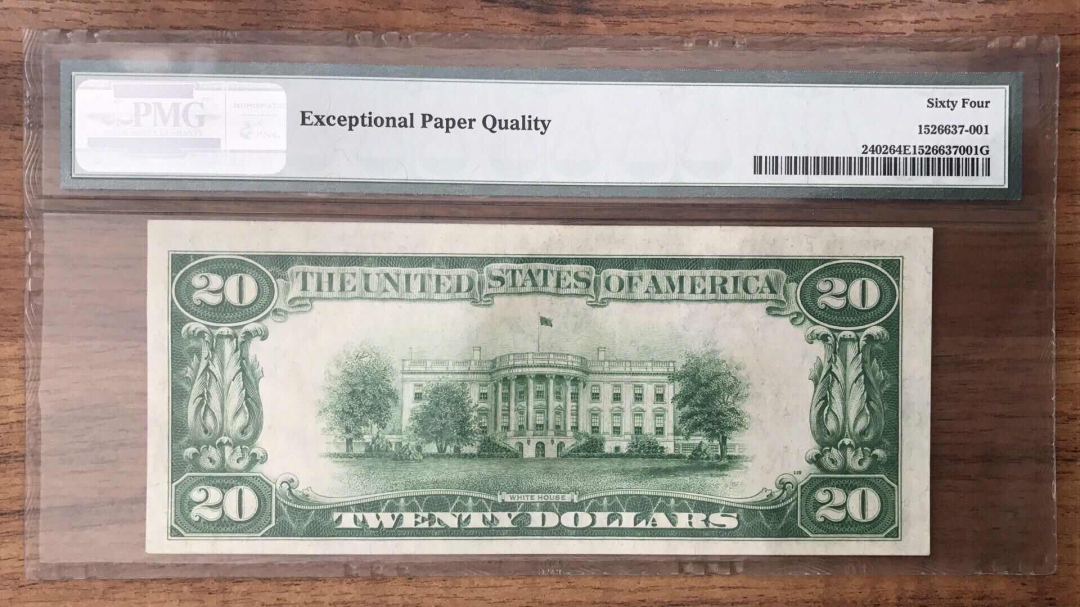 PMG
Exceptional Paper Quality
Sixty Four
1526637-001
240264E1526637001G
20 THE UNITED STATES OF AMERICA 20
WHITE HOUSE
20 TWENTY DOLLARS 20